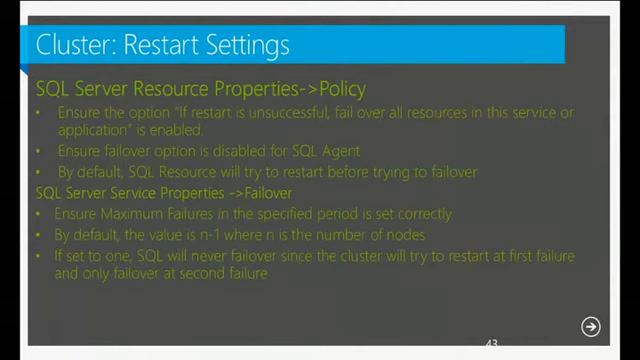 Cluster: Restart Settings
SQL Server Resource Properties->Policy
• Ensure the option "If restart is unsuccessful, fail over all resources in this service or
application" is enabled.
• Ensure failover option is disabled for SQL Agent
• By default, SQL Resource will try to restart before trying to failover
SQL Server Service Properties ->Failover
• Ensure Maximum Failures in the specified period is set correctly
• By default, the value is n-1 where n is the number of nodes
• If set to one, SQL will never failover since the cluster will try to restart at first failure
and only failover at second failure
43